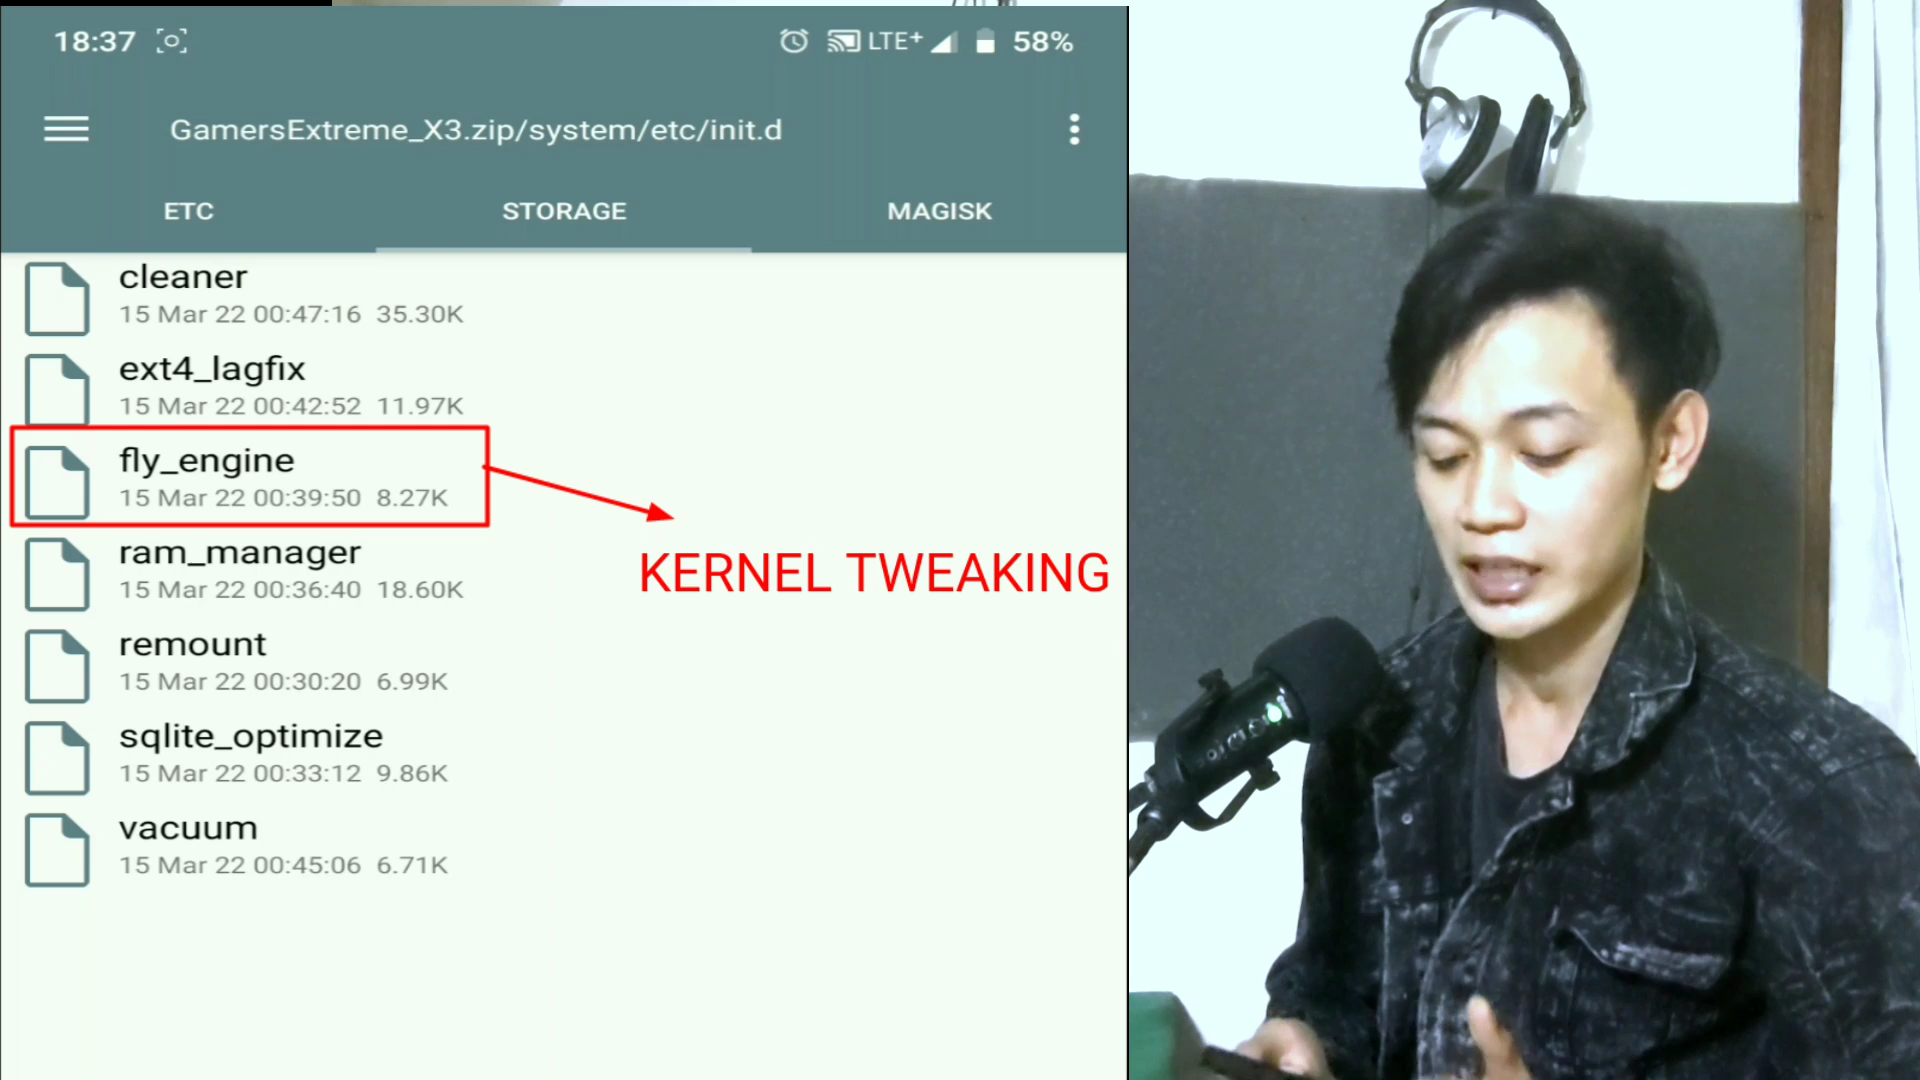 18:37 LTE+ 58%
GamersExtreme_X3.zip/system/etc/init.d
ETC STORAGE MAGISK
cleaner
15 Mar 22 00:47:16 35.30K
ext4_lagfix
15 Mar 22 00:42:52 11.97K
fly_engine
15 Mar 22 00:39:50 8.27K
KERNEL TWEAKING
ram_manager
15 Mar 22 00:36:40 18.60K
remount
15 Mar 22 00:30:20 6.99K
sqlite_optimize
15 Mar 22 00:33:12 9.86K
vacuum
15 Mar 22 00:45:06 6.71K